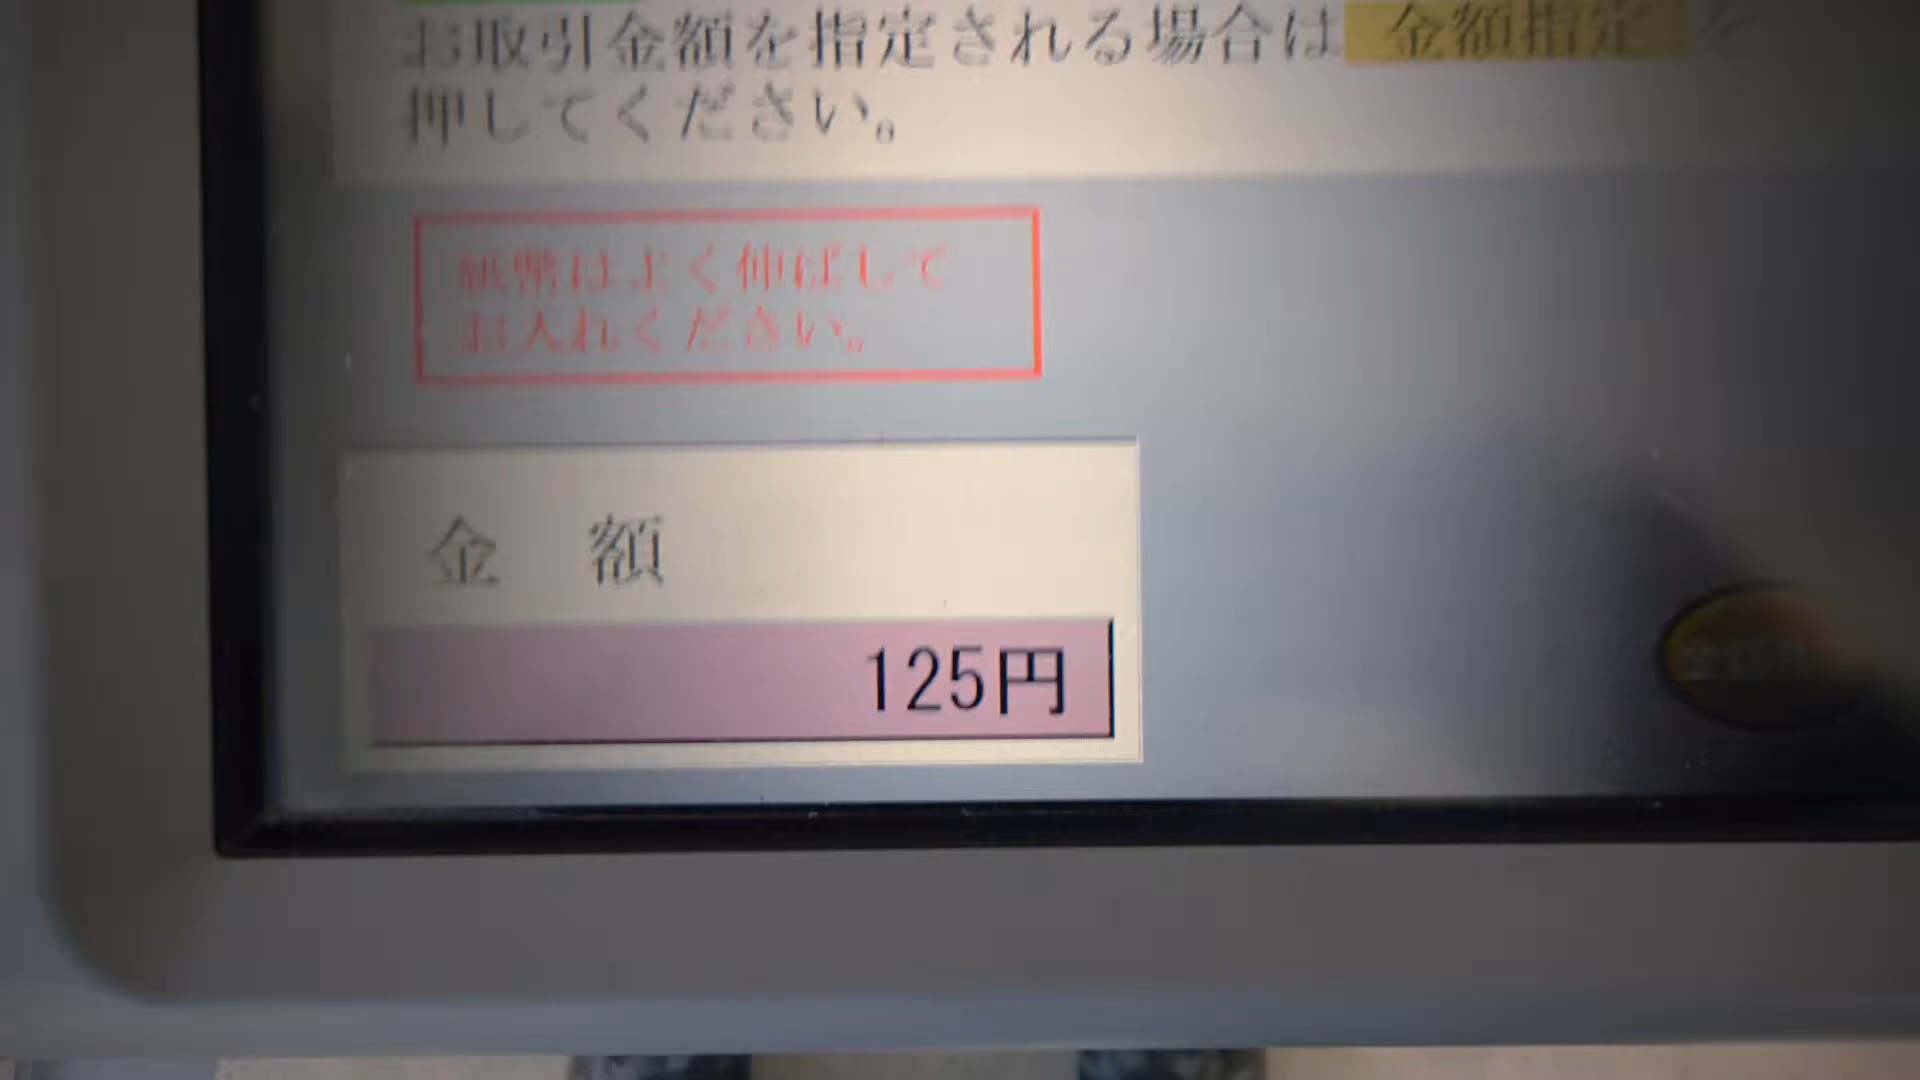 お取引金額を指定される場合は 金額指定 を
押してください。
紙幣はよく伸ばして
お入れください。
金 額
125円